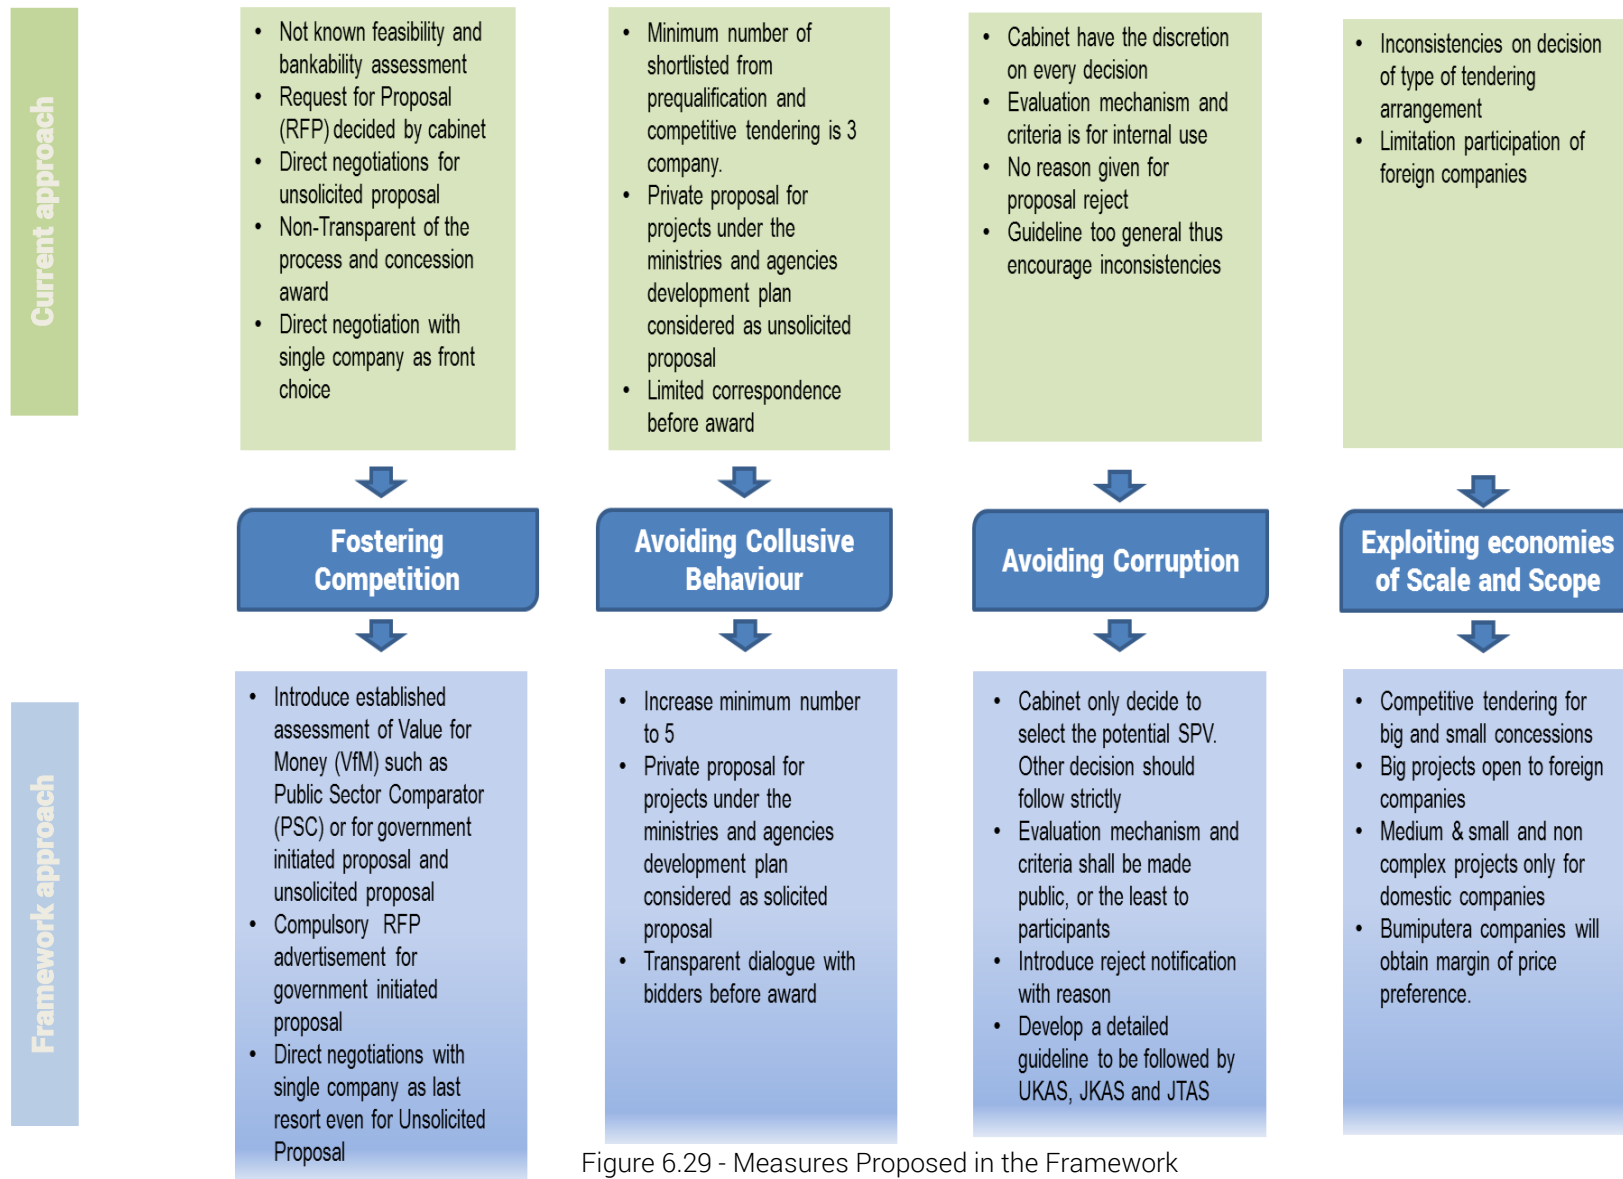 Current approach
• Not known feasibility and
bankability assessment
• Request for Proposal
(RFP) decided by cabinet
• Direct negotiations for
unsolicited proposal
• Non-Transparent of the
process and concession
award
• Direct negotiation with
single company as front
choice
• Minimum number of
shortlisted from
prequalification and
competitive tendering is 3
company.
• Private proposal for
projects under the
ministries and agencies
development plan
considered as unsolicited
proposal
• Limited correspondence
before award
• Cabinet have the discretion
on every decision
• Evaluation mechanism and
criteria is for internal use
• No reason given for
proposal reject
• Guideline too general thus
encourage inconsistencies
• Inconsistencies on decision
of type of tendering
arrangement
• Limitation participation of
foreign companies
Fostering
Competition
Avoiding Collusive
Behaviour
Avoiding Corruption
Exploiting economies
of Scale and Scope
Framework approach
• Introduce established
assessment of Value for
Money (VfM) such as
Public Sector Comparator
(PSC) or for government
initiated proposal and
unsolicited proposal
• Compulsory RFP
advertisement for
government initiated
proposal
• Direct negotiations with
single company as last
resort even for Unsolicited
Proposal
• Increase minimum number
to 5
• Private proposal for
projects under the
ministries and agencies
development plan
considered as solicited
proposal
• Transparent dialogue with
bidders before award
• Cabinet only decide to
select the potential SPV.
Other decision should
follow strictly
• Evaluation mechanism and
criteria shall be made
public, or the least to
participants
• Introduce reject notification
with reason
• Develop a detailed
guideline to be followed by
UKAS, JKAS and JTAS
• Competitive tendering for
big and small concessions
• Big projects open to foreign
companies
• Medium & small and non
complex projects only for
domestic companies
• Bumiputera companies will
obtain margin of price
preference.
Figure 6.29 - Measures Proposed in the Framework